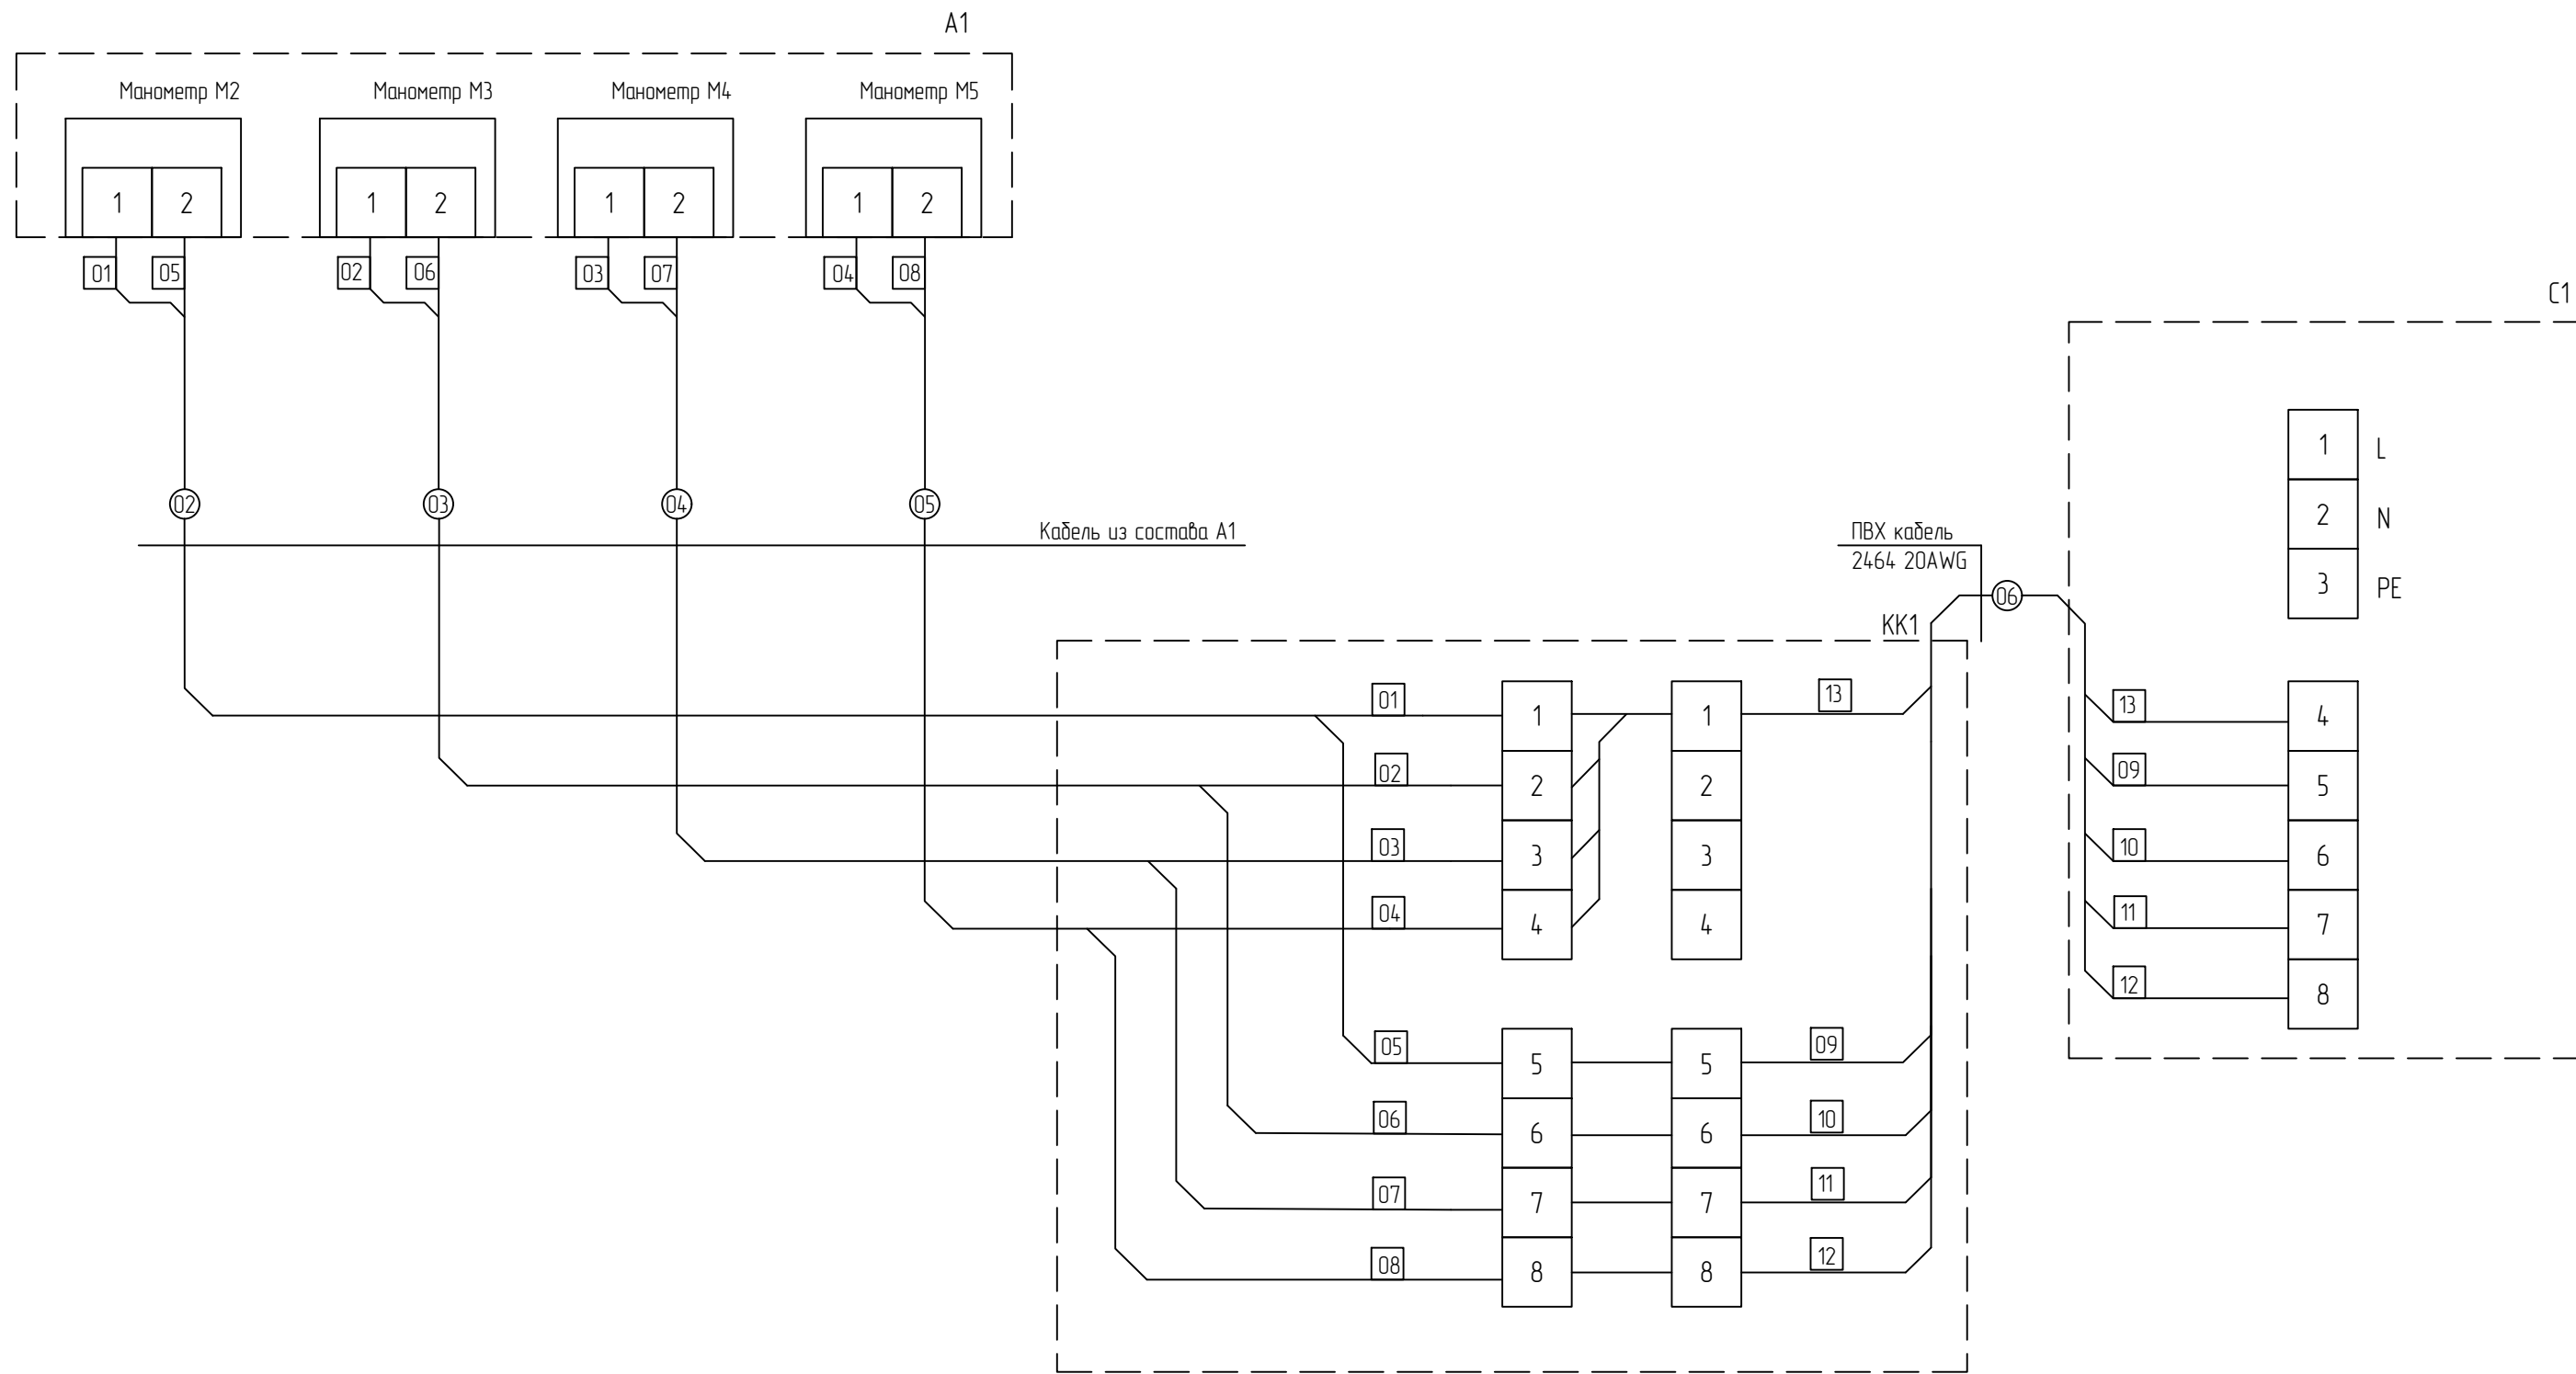 A1
Манометр М2 Манометр М3 Манометр М4 Манометр М5
1 2 1 2 1 2 1 2
01 05 02 06 03 07 04 08
C1
1 L
2 N
3 PE
02 03 04 05
Кабель из состава А1
ПВХ кабель
2464 20AWG
06
КК1
01 1 1 13
02 2 2
03 3 3
04 4 4
05 5 5 09
06 6 6 10
07 7 7 11
08 8 8 12
13 4
09 5
10 6
11 7
12 8